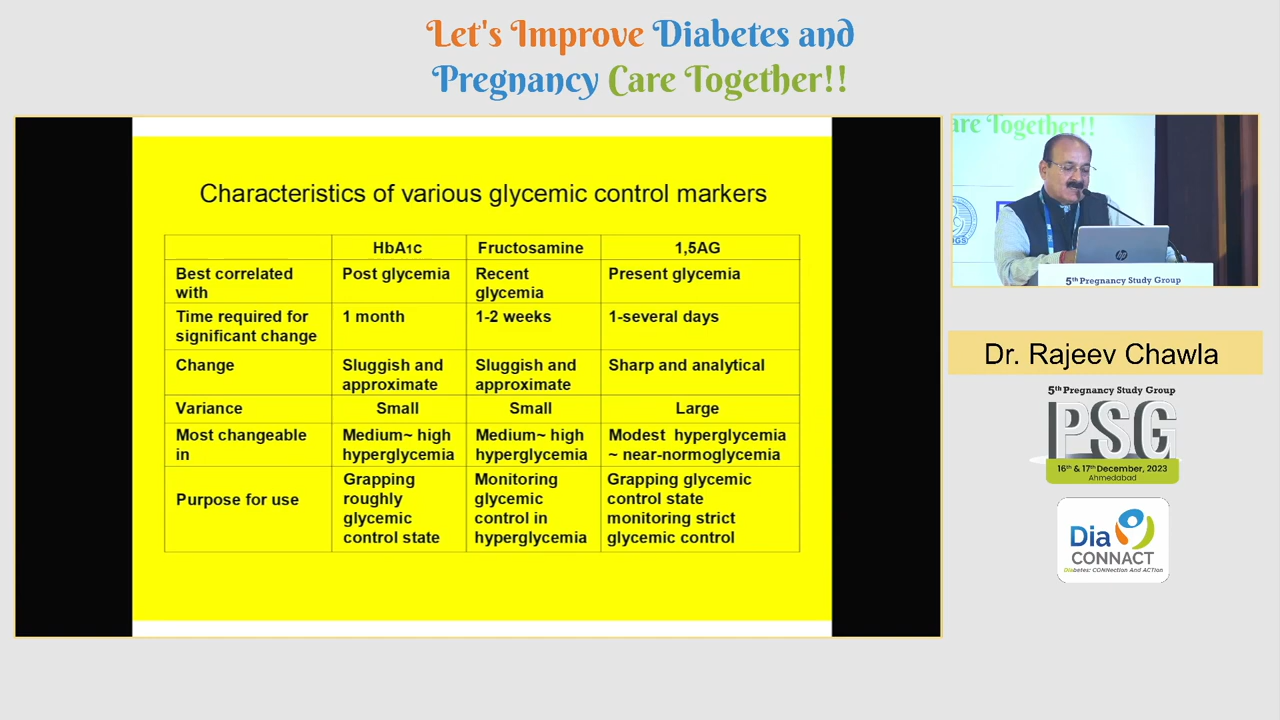 Let's Improve Diabetes and
Pregnancy Care Together!!
Characteristics of various glycemic control markers
HbA1C Fructosamine 1,5AG
Best correlated with Post glycemia Recent glycemia Present glycemia
Time required for significant change 1 month 1-2 weeks 1-several days
Change Sluggish and approximate Sluggish and approximate Sharp and analytical
Variance Small Small Large
Most changeable in Medium~ high hyperglycemia Medium~ high hyperglycemia Modest hyperglycemia ~ near-normoglycemia
Purpose for use Grapping roughly glycemic control state Monitoring glycemic control in hyperglycemia Grapping glycemic control state monitoring strict glycemic control
are Together!!
hp
5th Pregnancy Study Group
Dr. Rajeev Chawla
5th Pregnancy Study Group
PSG
16th & 17th December, 2023
Ahmedabad
Dia
CONNACT
Diabetes: CONNection And ACTion